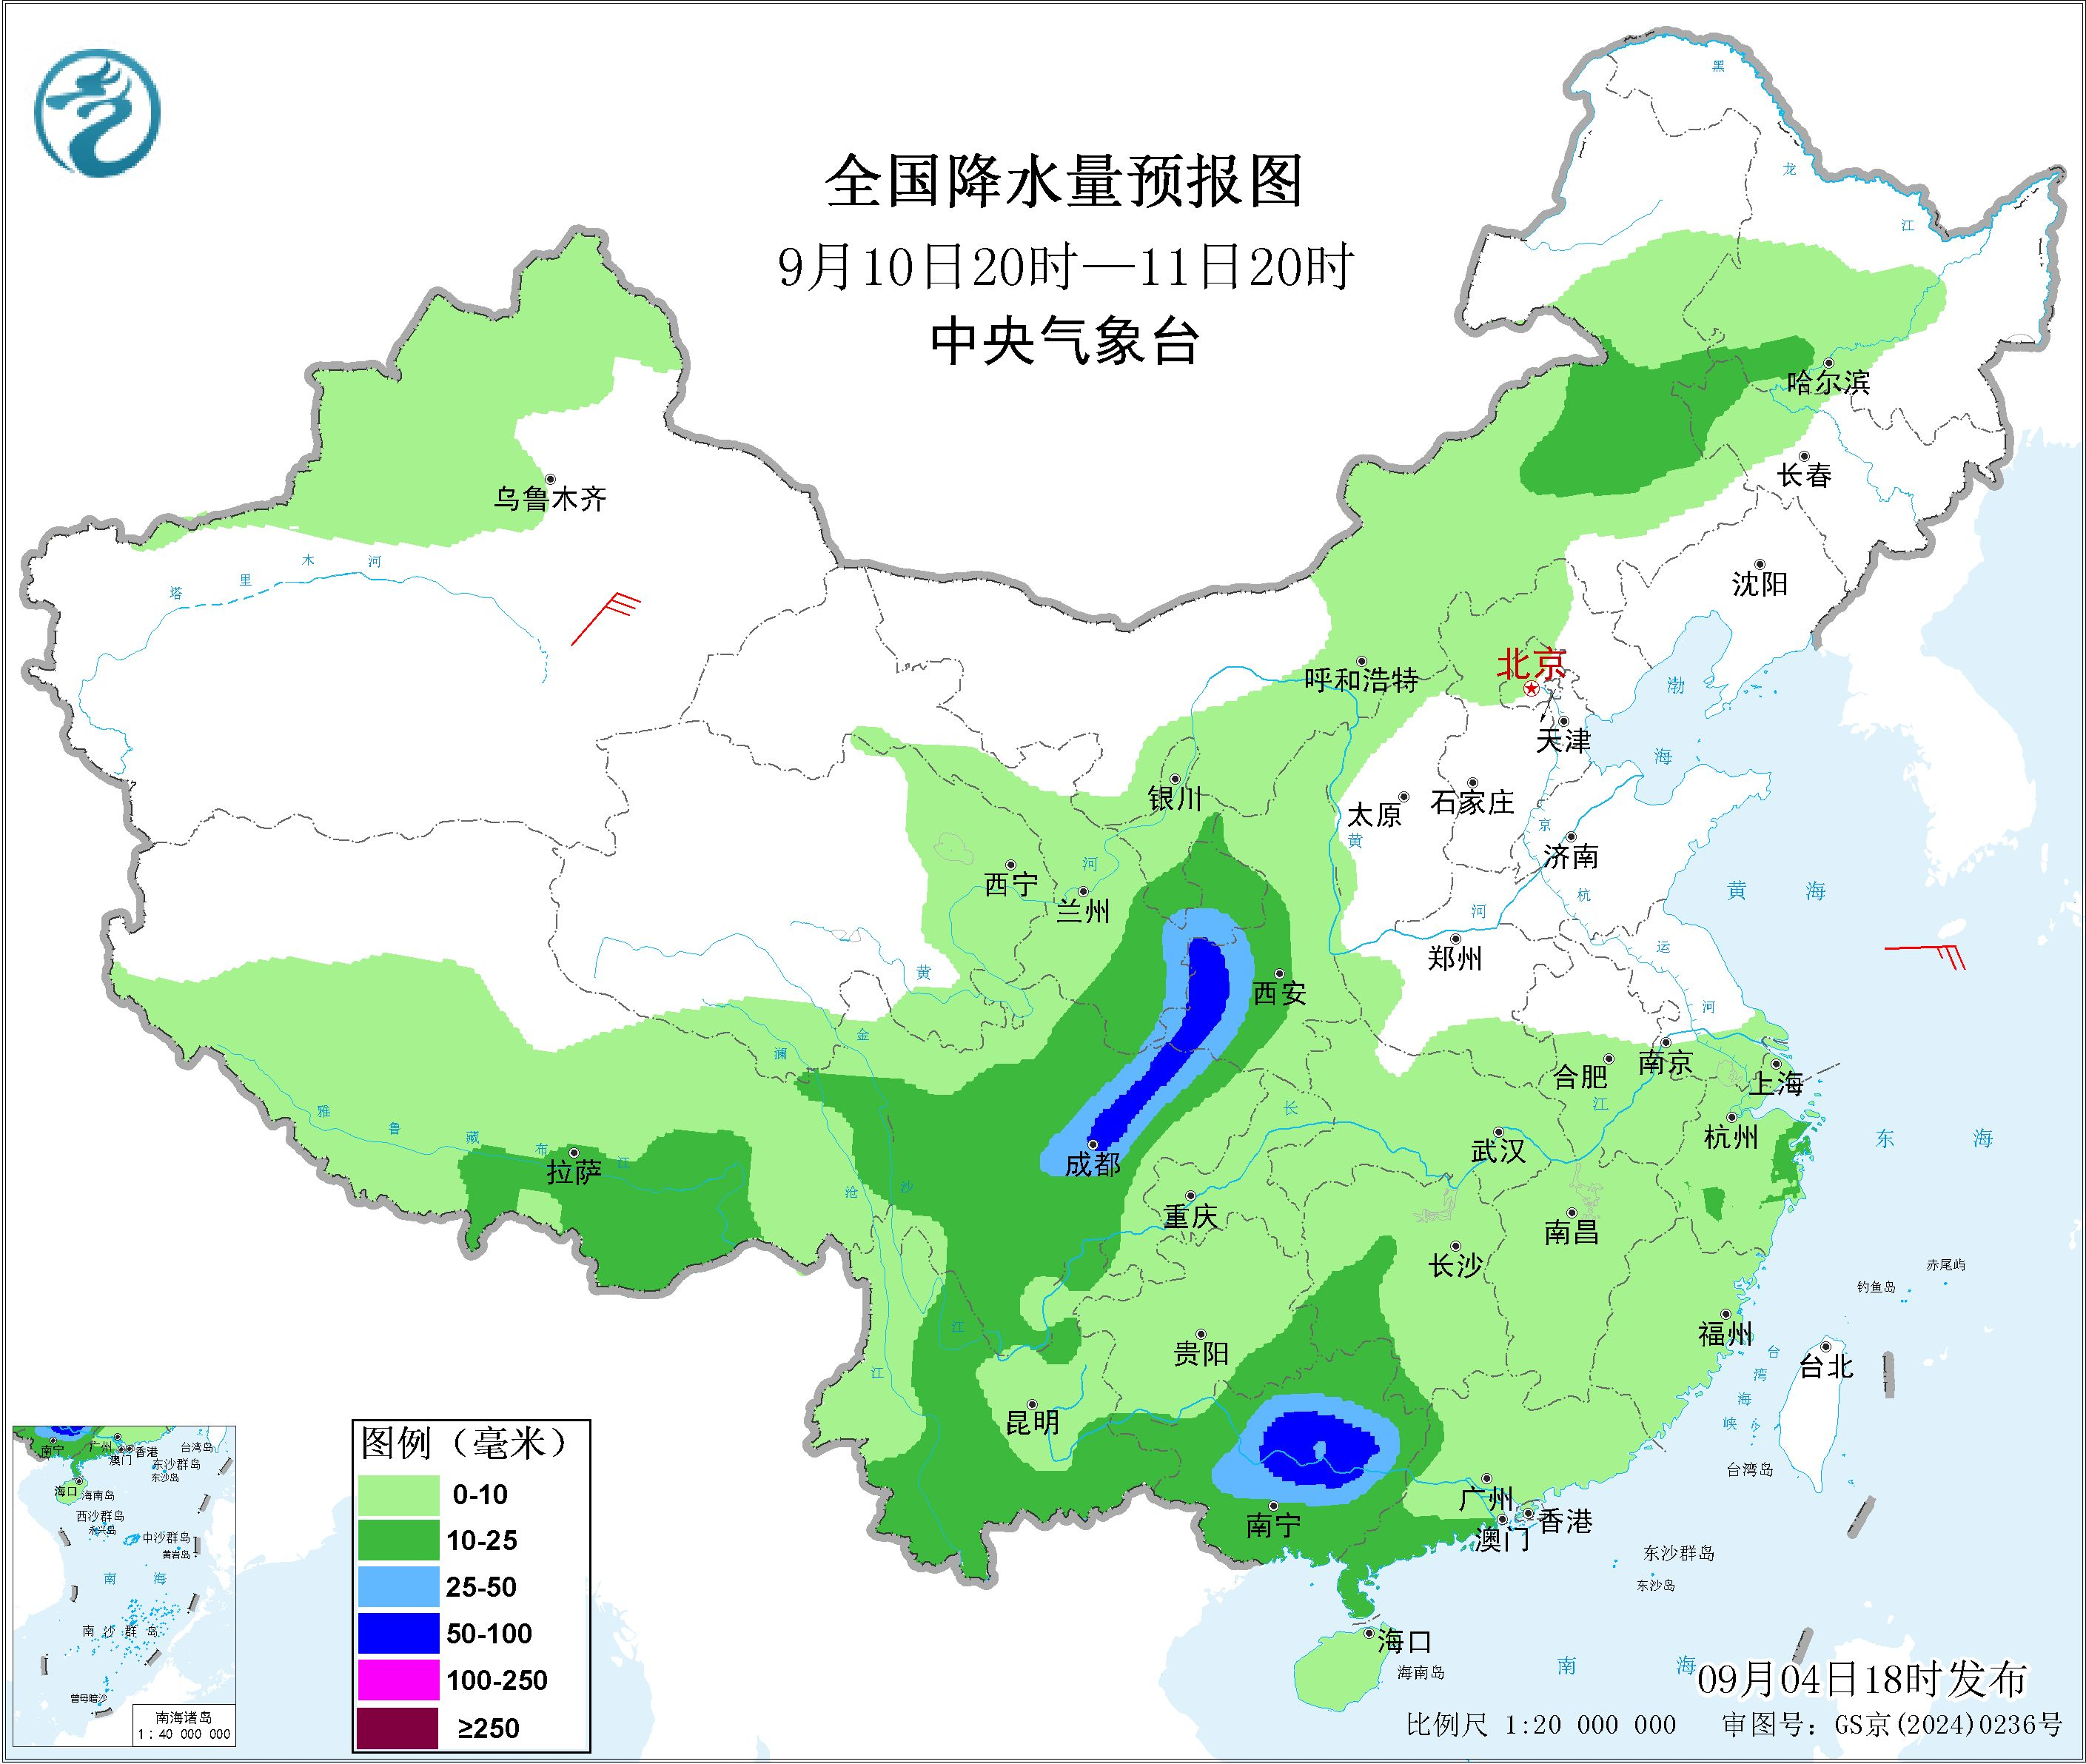 全国降水量预报图
9月10日20时—11日20时
中央气象台
黑
龙
江
哈尔滨
长春
乌鲁木齐
沈阳
塔
里
木
河
北京
呼和浩特
渤
海
天津
银川
太原
石家庄
黄
京
济南
河
西宁
兰州
杭
河
黄
海
郑州
运
西安
黄
河
金
澜
南京
合肥
上海
江
长
雅
鲁
藏
布
江
拉萨
成都
武汉
杭州
东
海
沧
沙
重庆
南昌
长沙
赤尾屿
钓鱼岛
江
福州
贵阳
台
湾
海
峡
台北
江
昆明
台湾岛
广州
南宁
香港
澳门
东沙群岛
东沙岛
海口
海南岛
南
海
图例（毫米）
0-10
10-25
25-50
50-100
100-250
≥250
南宁
广州
香港
澳门
台湾岛
东沙群岛
东沙岛
海口
海南岛
西沙群岛
永兴岛
中沙群岛
黄岩岛
南
海
南沙群岛
曾母暗沙
南海诸岛
1：40 000 000
09月04日18时发布
比例尺 1:20 000 000
审图号：GS京(2024)0236号